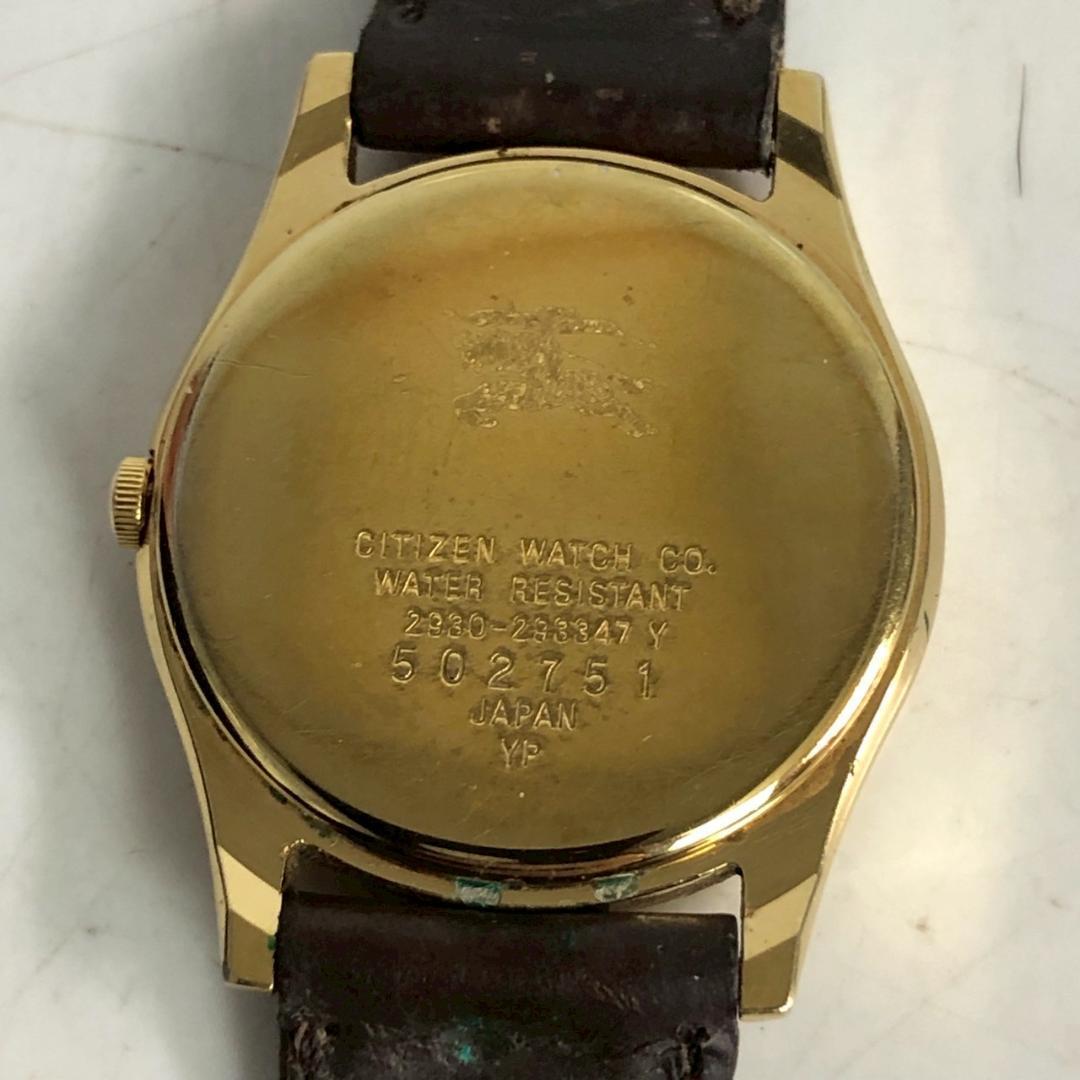 CITIZEN WATCH CO.
WATER RESISTANT
2930-293347 Y
502751
JAPAN
YP